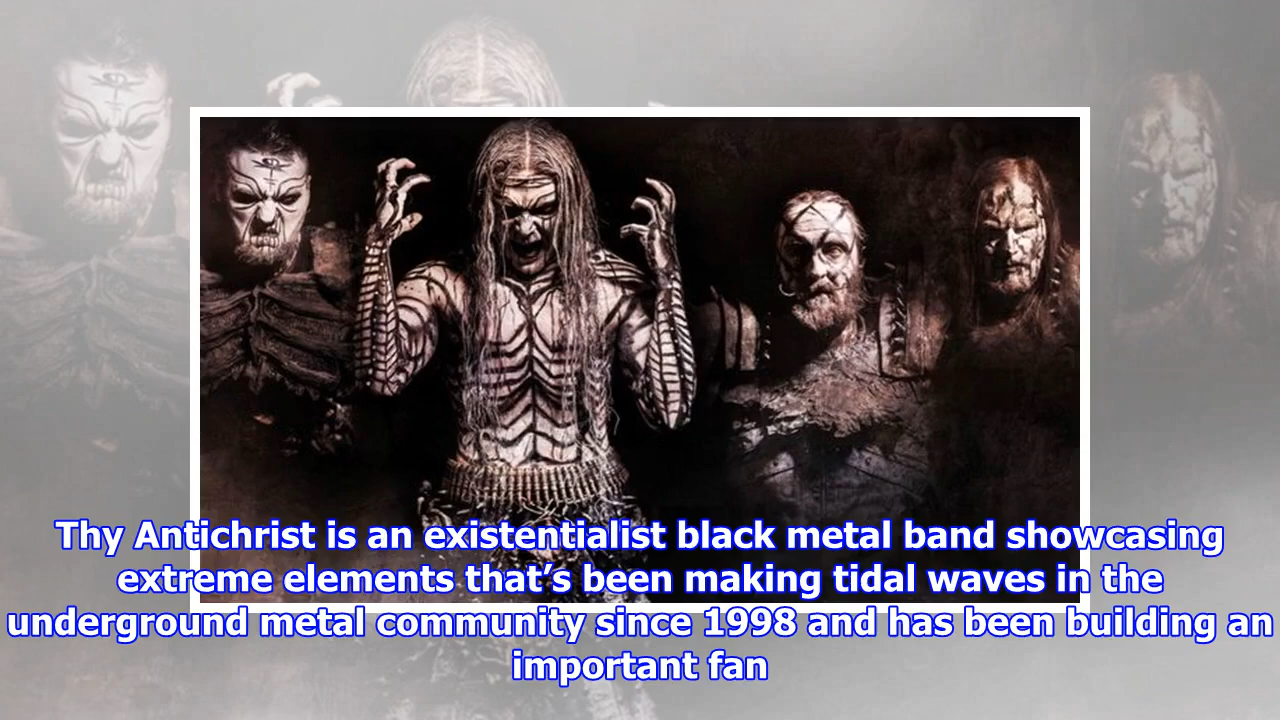 Thy Antichrist is an existentialist black metal band showcasing
extreme elements that’s been making tidal waves in the
underground metal community since 1998 and has been building an
important fan